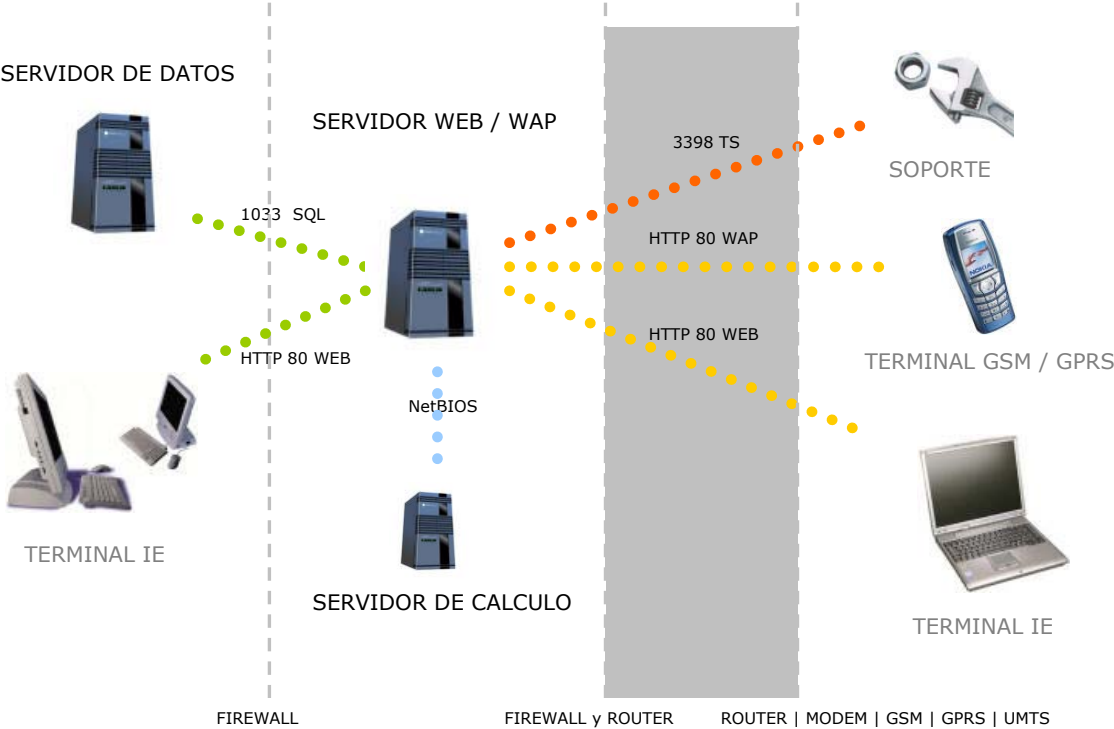 SERVIDOR DE DATOS
SERVIDOR WEB / WAP
3398 TS
SOPORTE
1033 SQL
HTTP 80 WAP
NOKIA
HTTP 80 WEB
HTTP 80 WEB
TERMINAL GSM / GPRS
NetBIOS
TERMINAL IE
SERVIDOR DE CALCULO
TERMINAL IE
FIREWALL
FIREWALL y ROUTER
ROUTER | MODEM | GSM | GPRS | UMTS